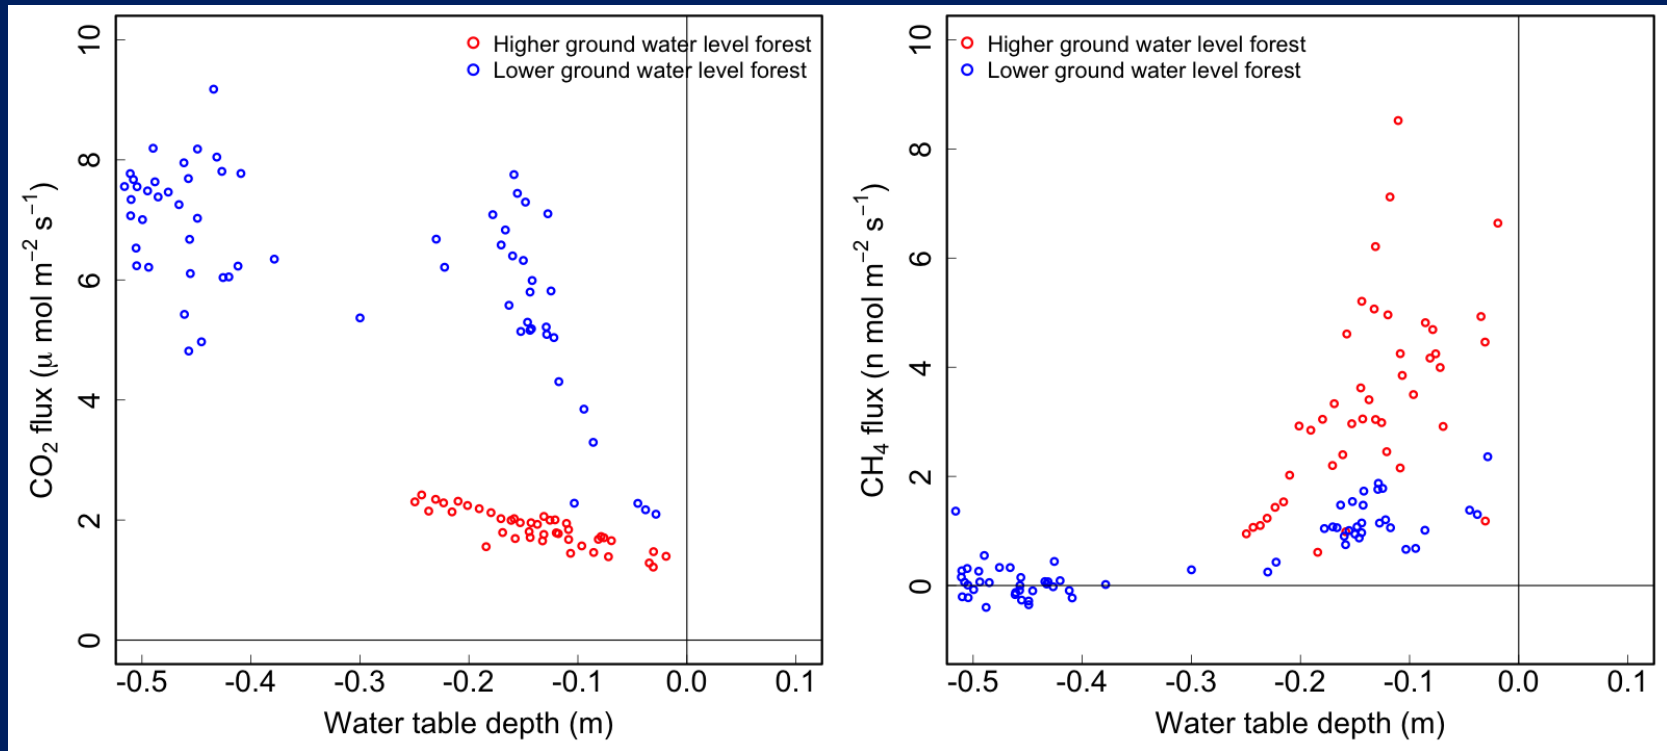 Higher ground water level forest
Lower ground water level forest
10
8
6
4
2
0
CO₂ flux (μ mol m⁻² s⁻¹)
-0.5 -0.4 -0.3 -0.2 -0.1 0.0 0.1
Water table depth (m)
Higher ground water level forest
Lower ground water level forest
10
8
6
4
2
0
CH₄ flux (n mol m⁻² s⁻¹)
-0.5 -0.4 -0.3 -0.2 -0.1 0.0 0.1
Water table depth (m)